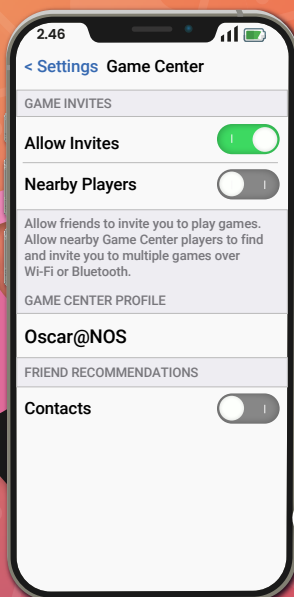 2.46
< Settings Game Center
GAME INVITES
Allow Invites
Nearby Players
Allow friends to invite you to play games.
Allow nearby Game Center players to find
and invite you to multiple games over
Wi-Fi or Bluetooth.
GAME CENTER PROFILE
Oscar@NOS
FRIEND RECOMMENDATIONS
Contacts